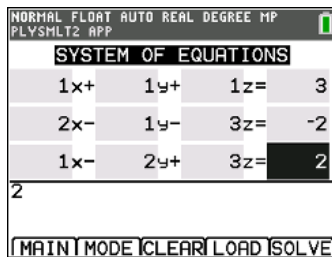 NORMAL FLOAT AUTO REAL DEGREE MP
PLYSMLT2 APP
SYSTEM OF EQUATIONS
1x+ 1y+ 1z= 3
2x- 1y- 3z= -2
1x- 2y+ 3z= 2
2
MAIN MODE CLEAR LOAD SOLVE